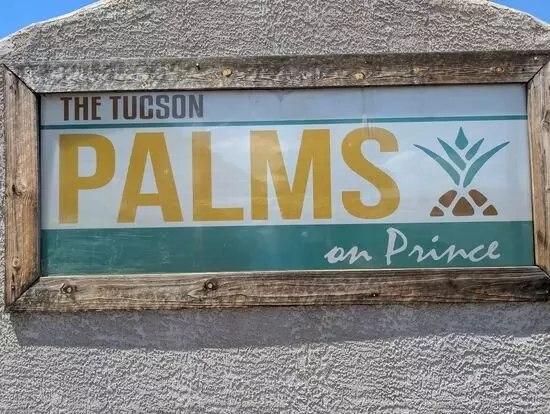 THE TUCSON
PALMS
on Prince